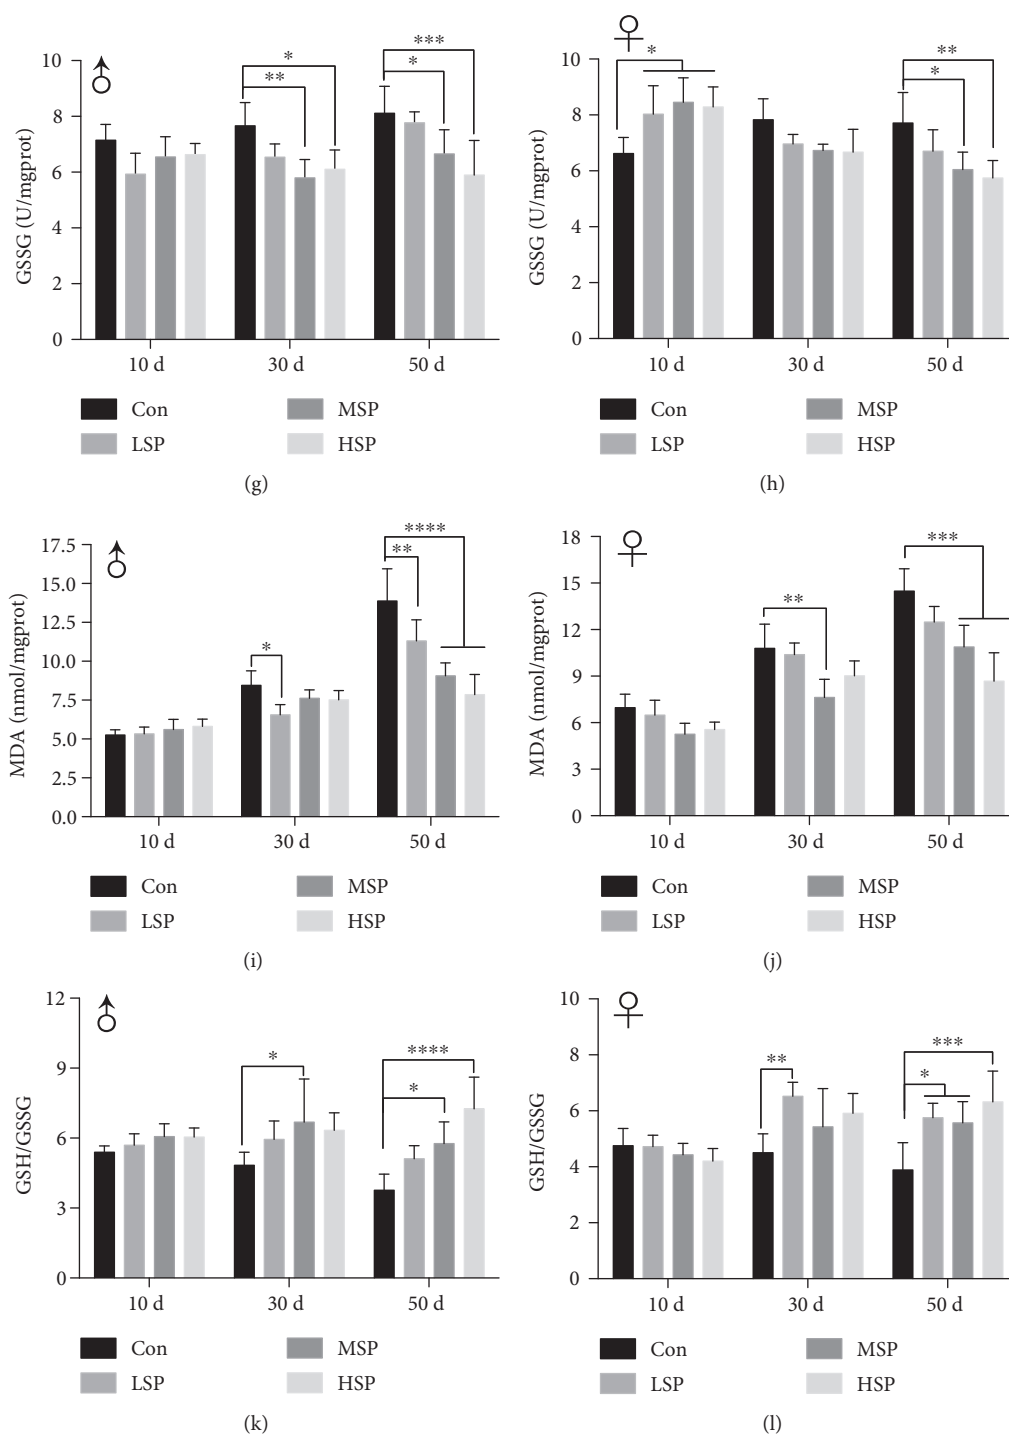 GSSG (U/mgprot)
10
8
6
4
2
0
**
*
*
***
10 d
30 d
50 d
Con
MSP
LSP
HSP
(g)
GSSG (U/mgprot)
10
8
6
4
2
0
*
**
*
10 d
30 d
50 d
Con
MSP
LSP
HSP
(h)
MDA (nmol/mgprot)
17.5
15.0
12.5
10.0
7.5
5.0
2.5
0.0
*
****
**
10 d
30 d
50 d
Con
MSP
LSP
HSP
(i)
MDA (nmol/mgprot)
18
15
12
9
6
3
0
**
***
10 d
30 d
50 d
Con
MSP
LSP
HSP
(j)
GSH/GSSG
12
9
6
3
0
*
****
*
10 d
30 d
50 d
Con
MSP
LSP
HSP
(k)
GSH/GSSG
10
8
6
4
2
0
**
***
*
10 d
30 d
50 d
Con
MSP
LSP
HSP
(l)